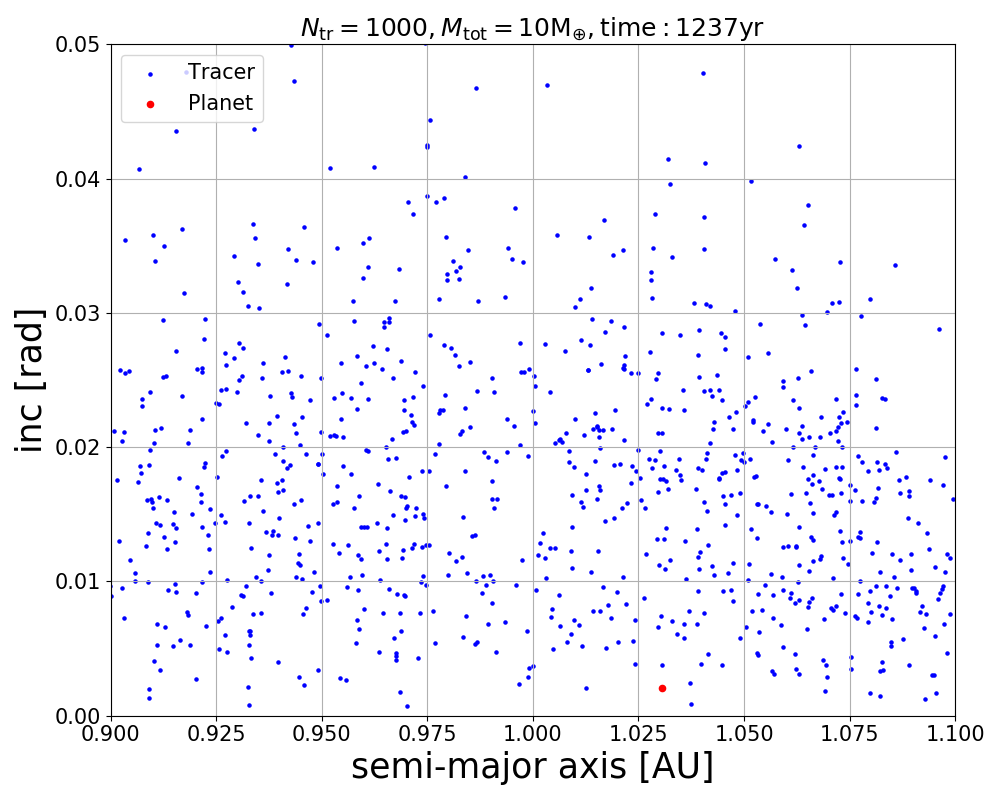 N_tr = 1000, M_tot = 10M_⊕, time : 1237yr
0.05
Tracer
Planet
0.04
0.03
inc [rad]
0.02
0.01
0.00
0.900 0.925 0.950 0.975 1.000 1.025 1.050 1.075 1.100
semi-major axis [AU]